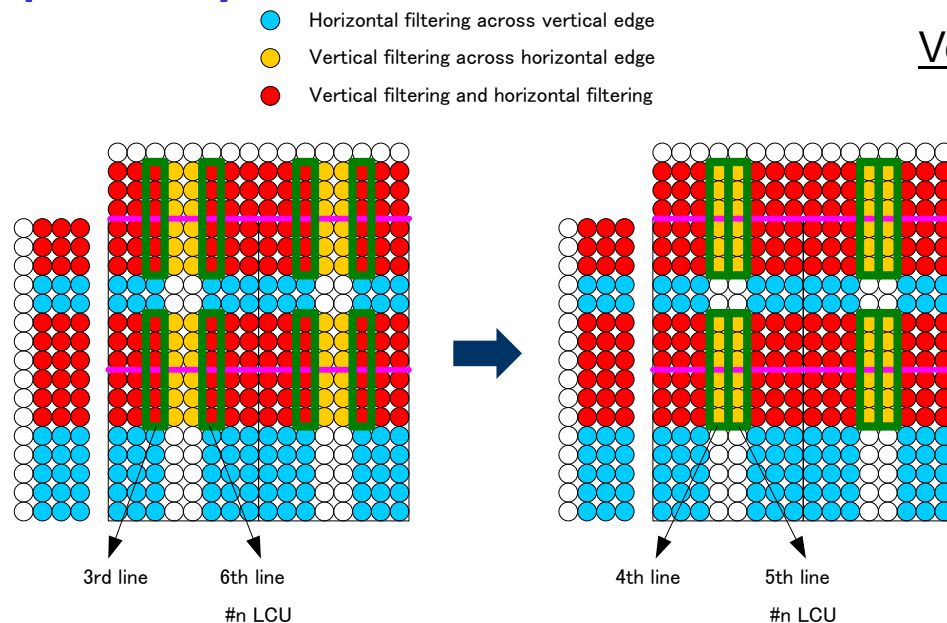 Horizontal filtering across vertical edge
Vertical filtering across horizontal edge
Vertical filtering and horizontal filtering
3rd line
6th line
#n LCU
4th line
5th line
#n LCU